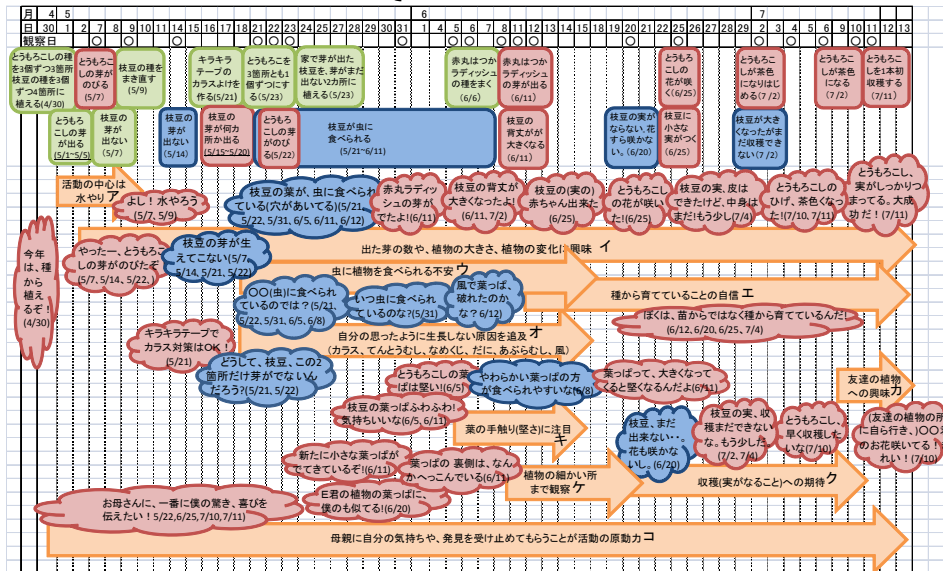 月 4 5 6 7
日 30 1 2 7 8 9 10 11 13 14 15 16 17 18 20 21 22 23 24 25 26 27 28 29 30 31 1 2 4 5 6 7 8 9 10 11 12 13 14 16 17 18 19 20 21 23 24 25 26 28 29 30 1 2 3 4 5 6 7 8 9 10 11 12 13
観察日 ○ ○ ○ ○ ○ ○ ○ ○ ○ ○ ○ ○ ○ ○ ○ ○ ○ ○ ○ ○
とうもろこしの種
を3個ずつ3箇所
枝豆の種を3個
ずつ4箇所に
植える(4/30)
とうもろ
こしの芽
がのびる
(5/7)
枝豆の種を
まき直す
(5/9)
キラキラ
テープの
カラスよけを
作る(5/21)
とうもろこを
3箇所とも1
個ずつにす
る(5/23)
家で芽が出た
枝豆を、芽がまだ
出ない2カ所に
植える(5/23)
赤丸はつか
ラディッシュ
の種をまく
(6/6)
赤丸はつか
ラディッシュ
の芽が出る
(6/11)
とうもろ
こしの
花が咲
く(6/25)
とうもろこ
しが茶色
になりはじ
める(7/2)
とうもろこ
しが茶色
になる
(7/2)
とうもろこ
しを1本初
収穫する
(7/11)
とうもろ
こしの芽
が出る
(5/1~5/5)
枝豆の
芽が
出ない
(5/7)
枝豆の
芽が
出ない
(5/14)
枝豆の
芽が何カ
所か出る
(5/15~5/20)
とうもろ
こしの芽
がのび
る(5/22)
枝豆が虫に
食べられる
(5/21~6/11)
枝豆の
背丈がが
大きくなる
(6/11)
枝豆の実が
ならない、花
すら咲かな
い。(6/20)
枝豆に
小さな
実がつく
(6/25)
枝豆が大き
くなったがま
だ収穫でき
ない(7/2)
活動の中心は
水やり ア
よし！水やろう
(5/7, 5/9)
枝豆の葉が、虫に食べられ
ている(穴があいてる)(5/21,
5/22, 5/31, 6/5, 6/11, 6/12)
赤丸ラディッ
シュの芽が
でたよ!(6/11)
枝豆の背丈が
大きくなったよ!
(6/11, 7/2)
枝豆の(実の)
赤ちゃん出来た
(6/25)
とうもろこし
の花が咲い
た!(6/25)
枝豆の実、皮は
できたけど、中身は
まだ!もう少し(7/4)
とうもろこしの
ひげ、茶色くなっ
た!(7/10, 7/11)
とうもろこし、
実がしっかりつ
まってる。大成
功だ！(7/11)
出た芽の数や、植物の大きさ、植物の変化に興味 イ
今年
は、種
から
植え
るぞ！
(4/30)
やったー、とうもろこ
しの芽がのびたぞ
(5/7, 5/14、5/22、)
枝豆の芽が生
えてこない(5/7,
5/14, 5/21, 5/22)
虫に植物を食べられる不安 ウ
○○(虫)に食べられ
ているのでは？(5/21,
5/22, 5/31, 6/5, 6/8)
いつ虫に食べられ
ているのな?(5/31)
風で葉っぱ、
破れたのか
な？6/12)
種から育てていることの自信 エ
ぼくは、苗からではなく種から育ているんだ!
(6/12, 6/20, 6/25, 7/4)
自分の思ったように生長しない原因を追及 オ
(カラス、てんとうむし、なめくじ、だに、あぶらむし、風)
キラキラテープで
カラス対策はOK！
(5/21)
どうして、枝豆、この2
箇所だけ芽がでないん
だろう?(5/21, 5/22)
とうもろこしの葉っ
ぱは堅い!(6/5)
やわらかい葉っぱの方
が食べられやすいな(6/8)
葉っぱって、大きくなって
くると堅くなるんだよ(6/11)
友達の植物
への興味 カ
枝豆の葉っぱふわふわ！
気持ちいいな(6/5, 6/11)
葉の手触り(堅さ)に注目
キ
枝豆、まだ
出来ない・・。
花も咲かな
いし。(6/20)
枝豆の実、収
穫まだできない
な。もう少しだ。
(7/2, 7/4)
とうもろこし、
早く収穫した
いな(7/10)
(友達の植物の所
に自ら行き、)○○
のお花咲いてる！
れい！(7/10)
新たに小さな葉っぱが
でてきているぞ!(6/11)
葉っぱの 裏側は、なん
かへっこんでいる(6/11)
植物の細かい所
まで観察 ケ
収穫(実がなること)への期待 ク
E君の植物の葉っぱに、
僕のも似てる!(6/20)
お母さんに、一番に僕の驚き、喜びを
伝えたい！5/22,6/25,7/10,7/11)
母親に自分の気持ちや、発見を受け止めてもらうことが活動の原動力 コ